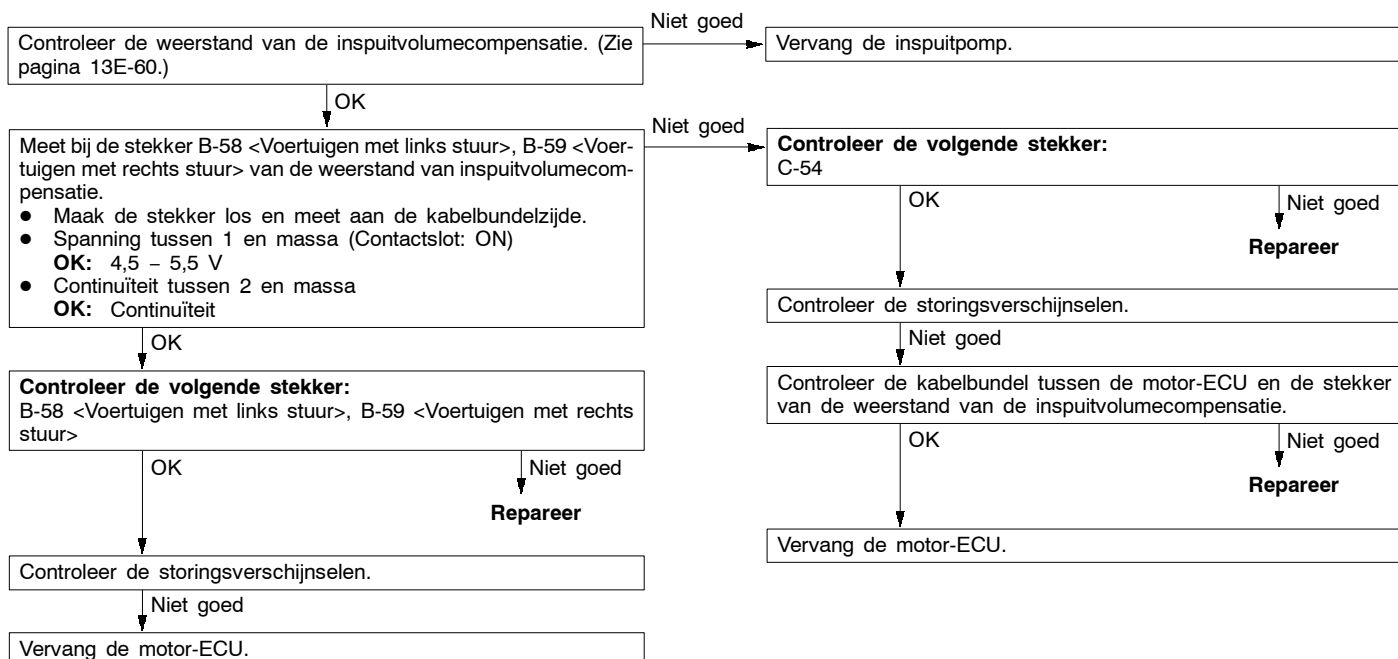 Controleer de weerstand van de inspuitvolumecompensatie. (Zie
pagina 13E-60.)
Niet goed
Vervang de inspuitpomp.
OK
Meet bij de stekker B-58 <Voertuigen met links stuur>, B-59 <Voer-
tuigen met rechts stuur> van de weerstand van inspuitvolumecom-
pensatie.
● Maak de stekker los en meet aan de kabelbundelzijde.
● Spanning tussen 1 en massa (Contactslot: ON)
OK: 4,5 – 5,5 V
● Continuïteit tussen 2 en massa
OK: Continuïteit
Niet goed
Controleer de volgende stekker:
C-54
OK
Niet goed
Repareer
Controleer de storingsverschijnselen.
Niet goed
Controleer de kabelbundel tussen de motor-ECU en de stekker
van de weerstand van de inspuitvolumecompensatie.
OK
Niet goed
Repareer
Vervang de motor-ECU.
OK
Controleer de volgende stekker:
B-58 <Voertuigen met links stuur>, B-59 <Voertuigen met rechts
stuur>
OK
Niet goed
Repareer
Controleer de storingsverschijnselen.
Niet goed
Vervang de motor-ECU.